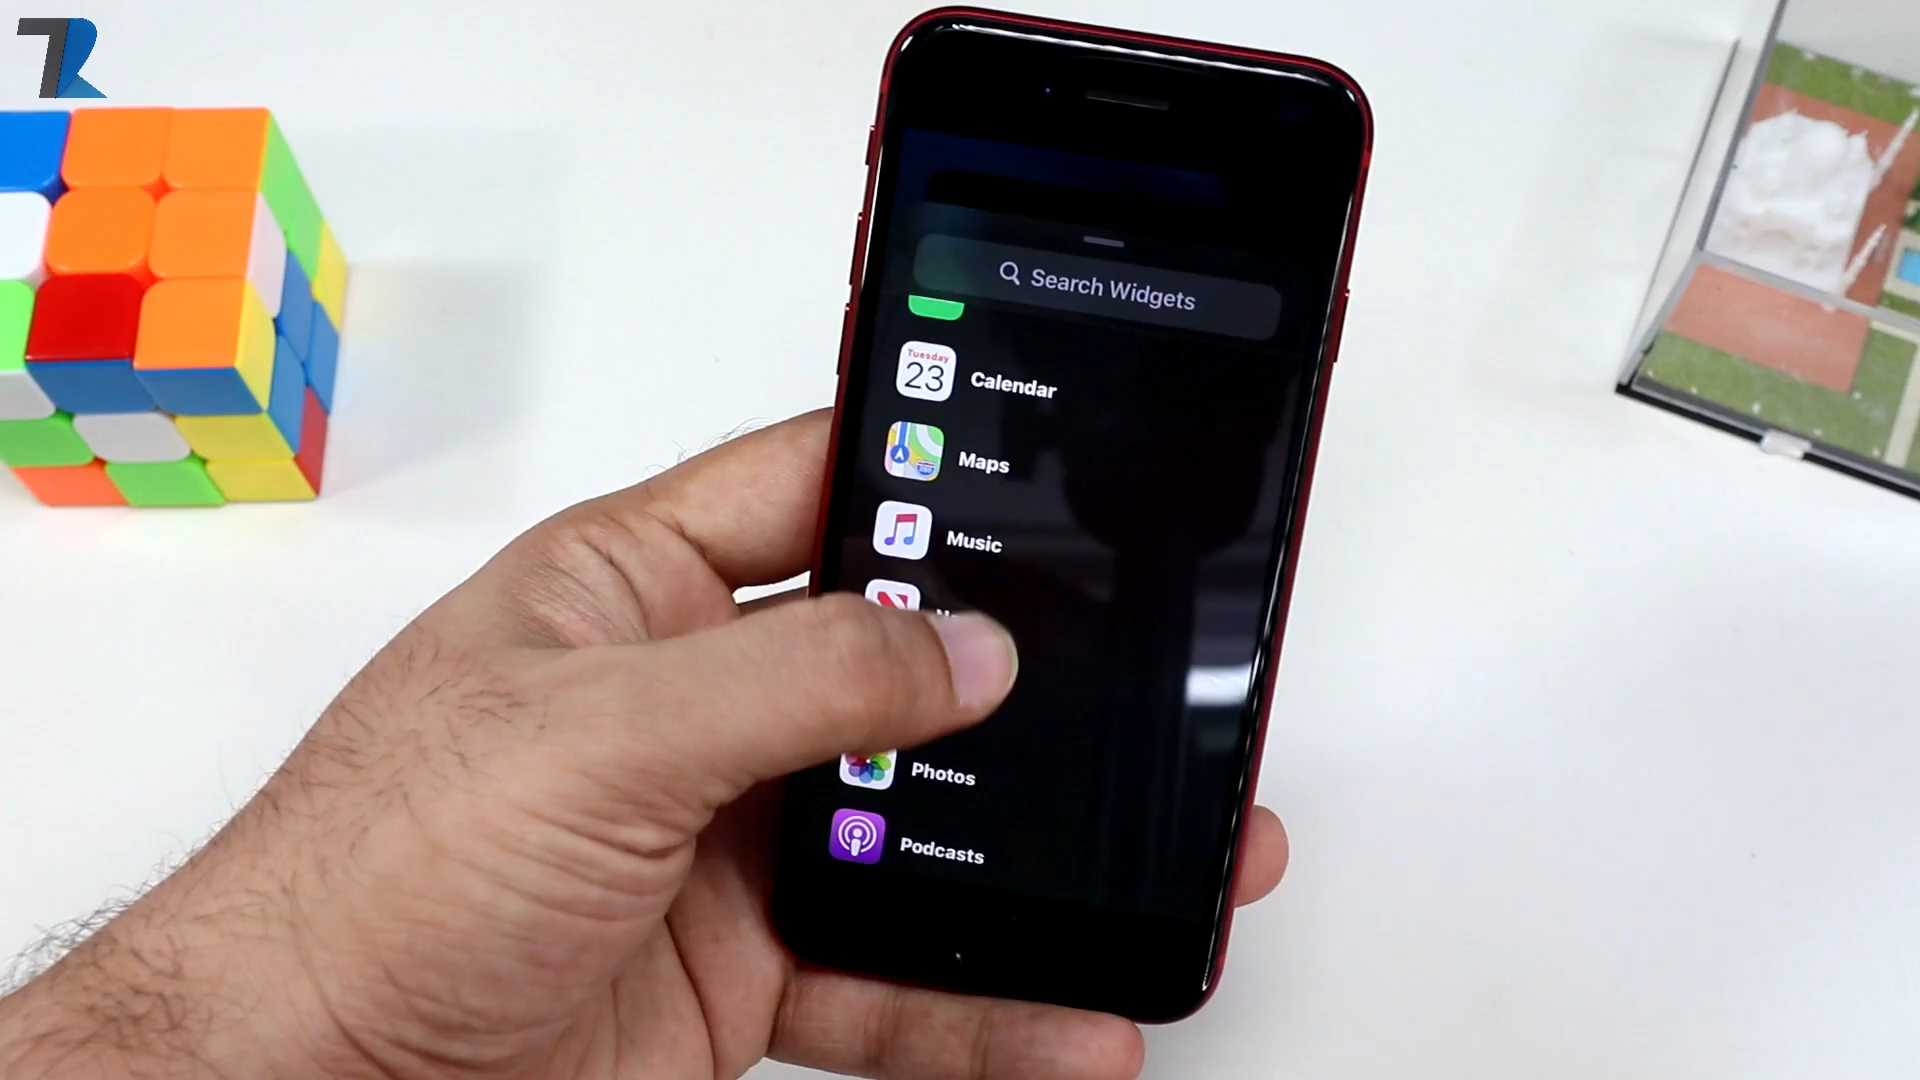 Search Widgets
Tuesday
23
Calendar
Maps
Music
Photos
Podcasts